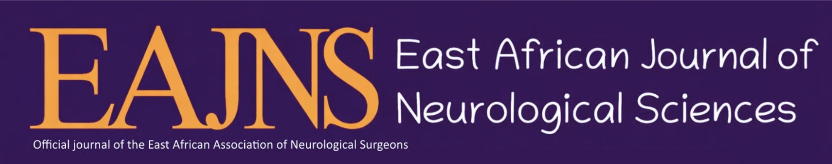 EAJNS
East African Journal of
Neurological Sciences
Official journal of the East African Association of Neurological Surgeons